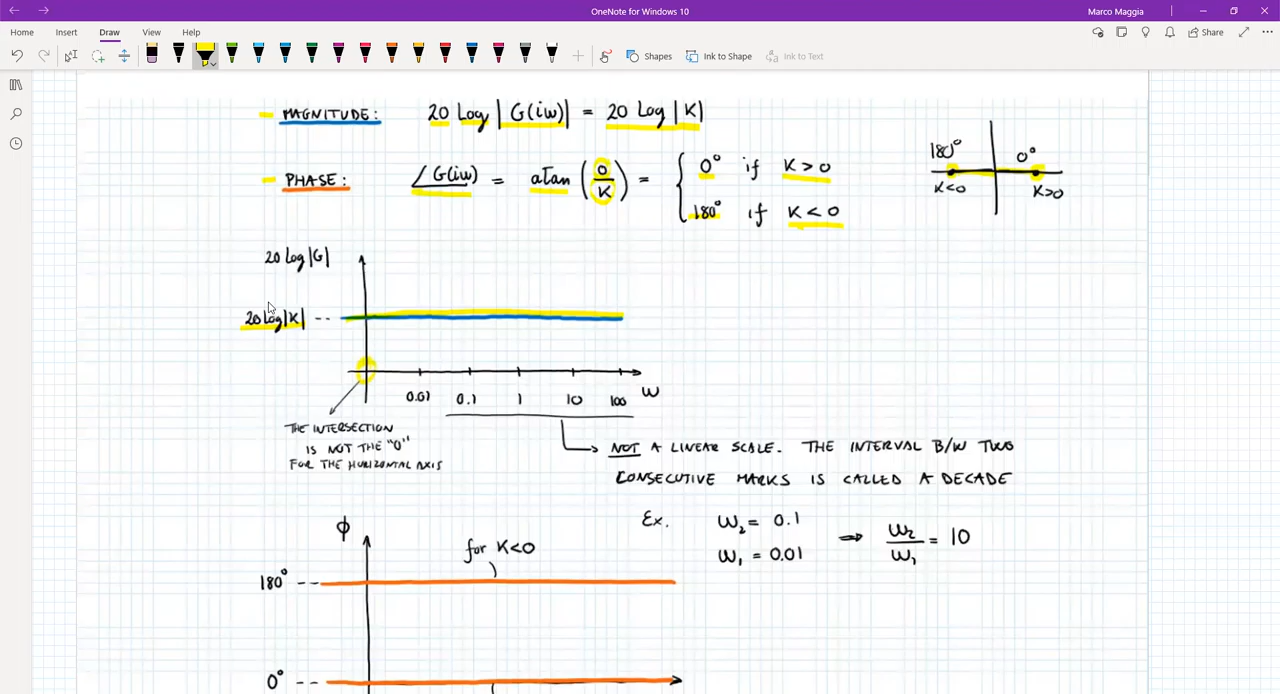 OneNote for Windows 10
Marco Maggia
Home Insert Draw View Help
Share
Shapes Ink to Shape Ink to Text
MAGNITUDE: 20 Log |G(iω)| = 20 Log |K|
PHASE: ∠G(iω) = atan (0/K) = { 0° if K > 0
180° if K < 0
180° 0°
K<0 K>0
20 Log |G|
20 Log |K|
0.01 0.1 1 10 100 ω
THE INTERSECTION
IS NOT THE "0"
FOR THE HORIZONTAL AXIS
NOT A LINEAR SCALE. THE INTERVAL B/W TWO
CONSECUTIVE MARKS IS CALLED A DECADE
Ex. ω₂ = 0.1
ω₁ = 0.01 ⇒ ω₂/ω₁ = 10
ϕ
for K<0
180°
0°